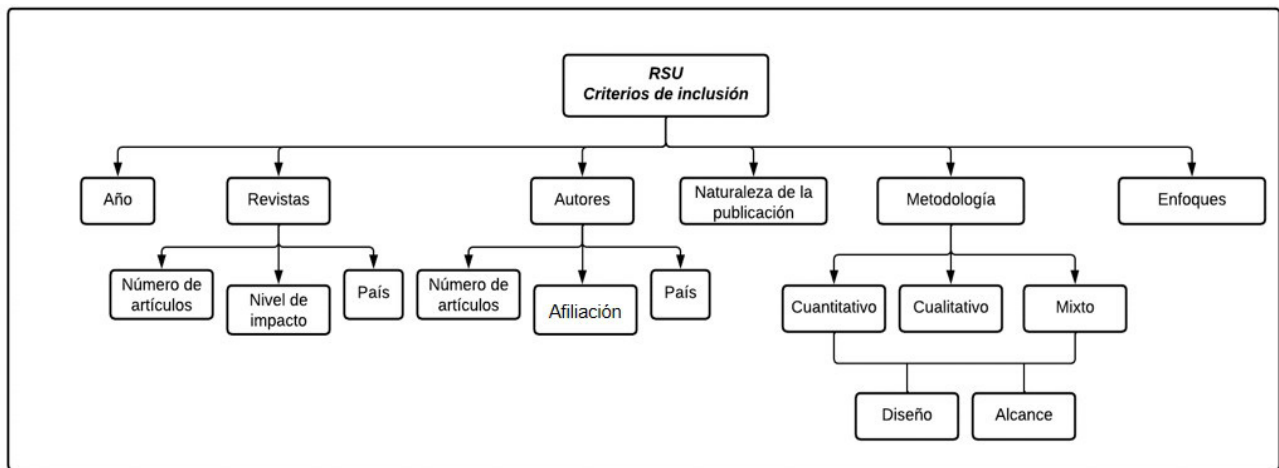 RSU
Criterios de inclusión
Año
Revistas
Autores
Naturaleza de la
publicación
Metodología
Enfoques
Número de
artículos
Nivel de
impacto
País
Número de
artículos
Afiliación
País
Cuantitativo
Cualitativo
Mixto
Diseño
Alcance